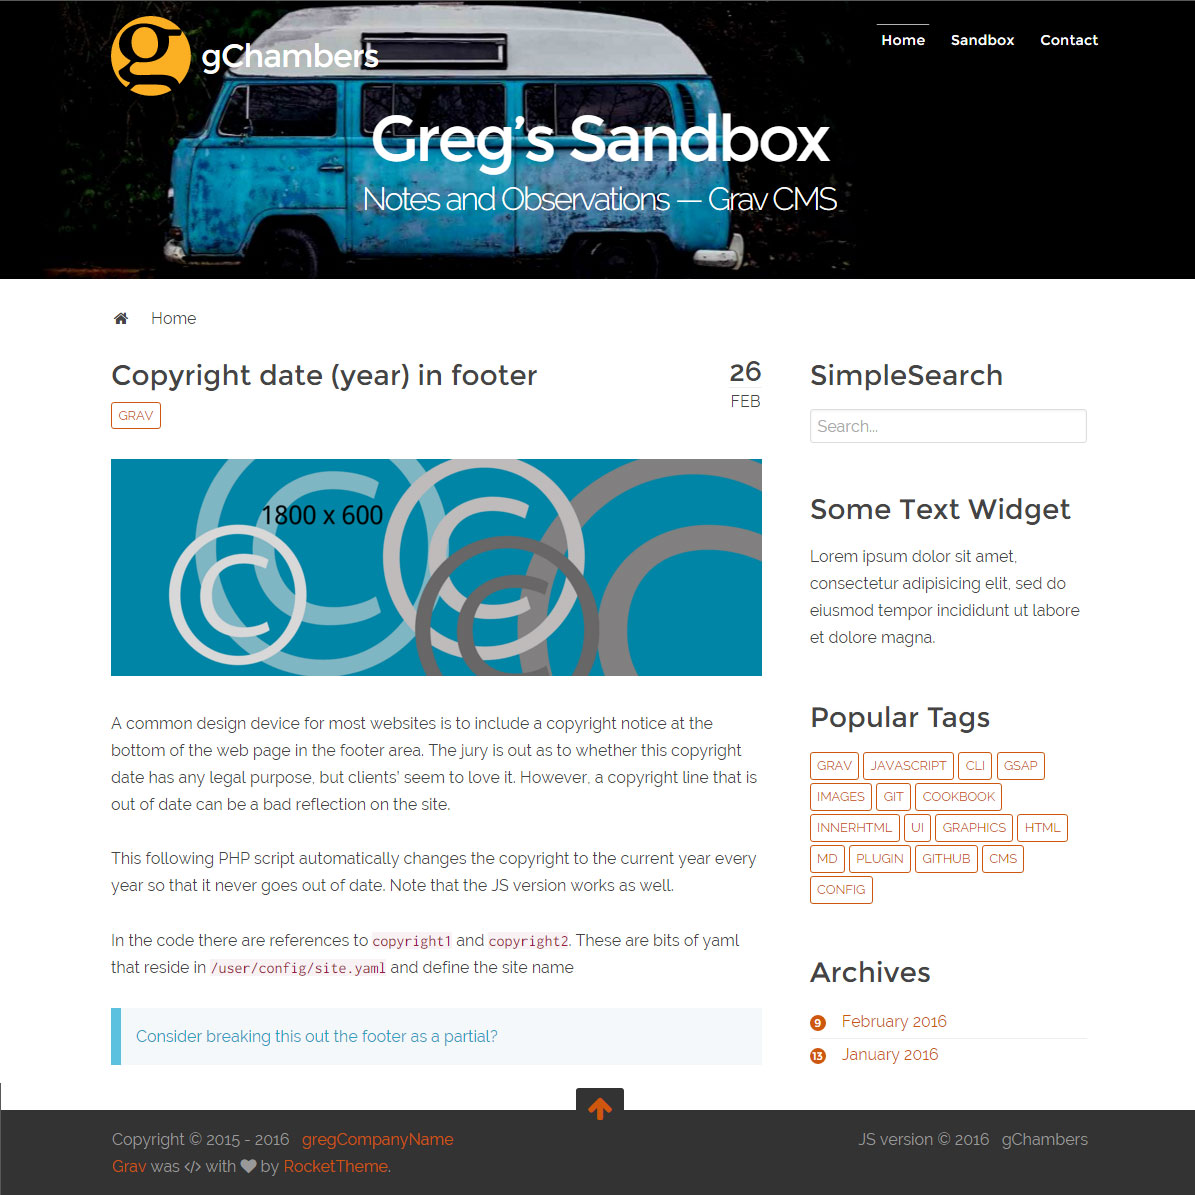 gChambers
Home Sandbox Contact
Greg's Sandbox
Notes and Observations — Grav CMS
Home
Copyright date (year) in footer
26
FEB
GRAV
1800 x 600
A common design device for most websites is to include a copyright notice at the
bottom of the web page in the footer area. The jury is out as to whether this copyright
date has any legal purpose, but clients' seem to love it. However, a copyright line that is
out of date can be a bad reflection on the site.
This following PHP script automatically changes the copyright to the current year every
year so that it never goes out of date. Note that the JS version works as well.
In the code there are references to copyright1 and copyright2. These are bits of yaml
that reside in /user/config/site.yaml and define the site name
Consider breaking this out the footer as a partial?
SimpleSearch
Search...
Some Text Widget
Lorem ipsum dolor sit amet,
consectetur adipisicing elit, sed do
eiusmod tempor incididunt ut labore
et dolore magna.
Popular Tags
GRAV JAVASCRIPT CLI GSAP
IMAGES GIT COOKBOOK
INNERHTML UI GRAPHICS HTML
MD PLUGIN GITHUB CMS
CONFIG
Archives
9 February 2016
13 January 2016
Copyright © 2015 - 2016 gregCompanyName
Grav was </> with ♥ by RocketTheme.
JS version © 2016 gChambers